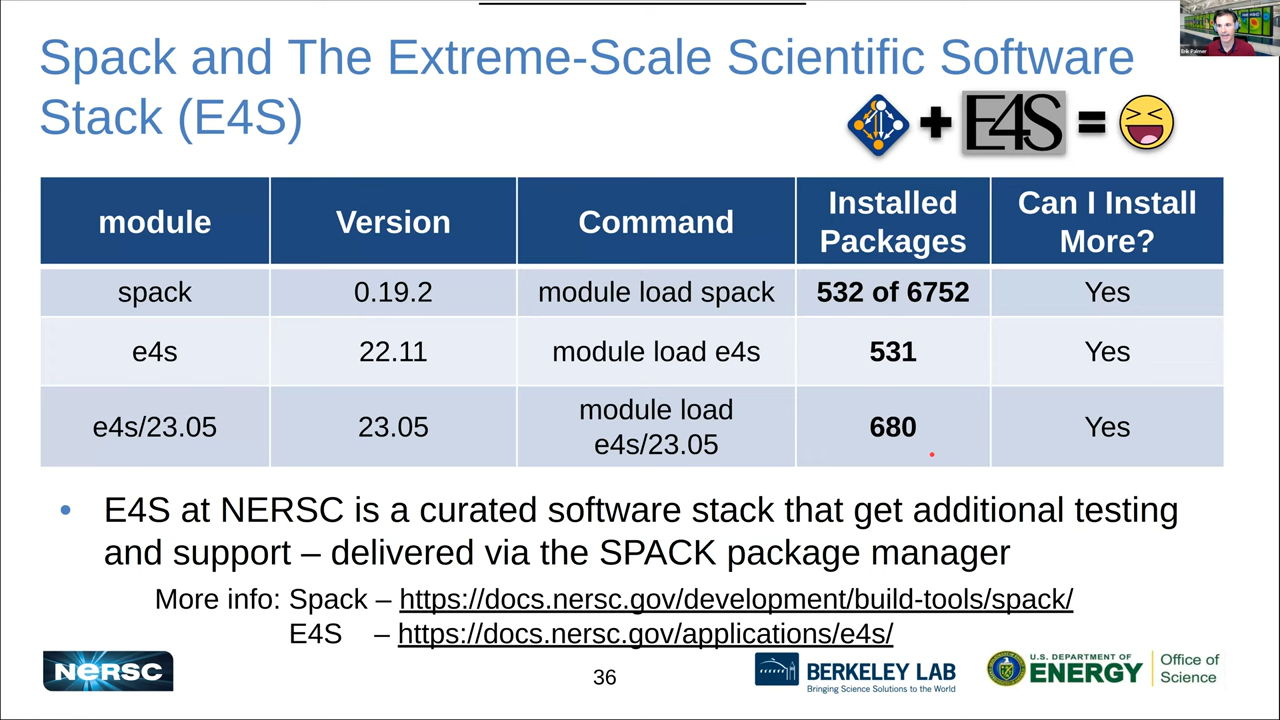 Erik Palmer
Spack and The Extreme-Scale Scientific Software
Stack (E4S)
+ E4S =
module
Version
Command
Installed
Packages
Can I Install
More?
spack
0.19.2
module load spack
532 of 6752
Yes
e4s
22.11
module load e4s
531
Yes
e4s/23.05
23.05
module load
e4s/23.05
680
Yes
• E4S at NERSC is a curated software stack that get additional testing
and support – delivered via the SPACK package manager
More info: Spack – https://docs.nersc.gov/development/build-tools/spack/
E4S – https://docs.nersc.gov/applications/e4s/
NERSC
36
BERKELEY LAB
Bringing Science Solutions to the World
U.S. DEPARTMENT OF
ENERGY
Office of
Science